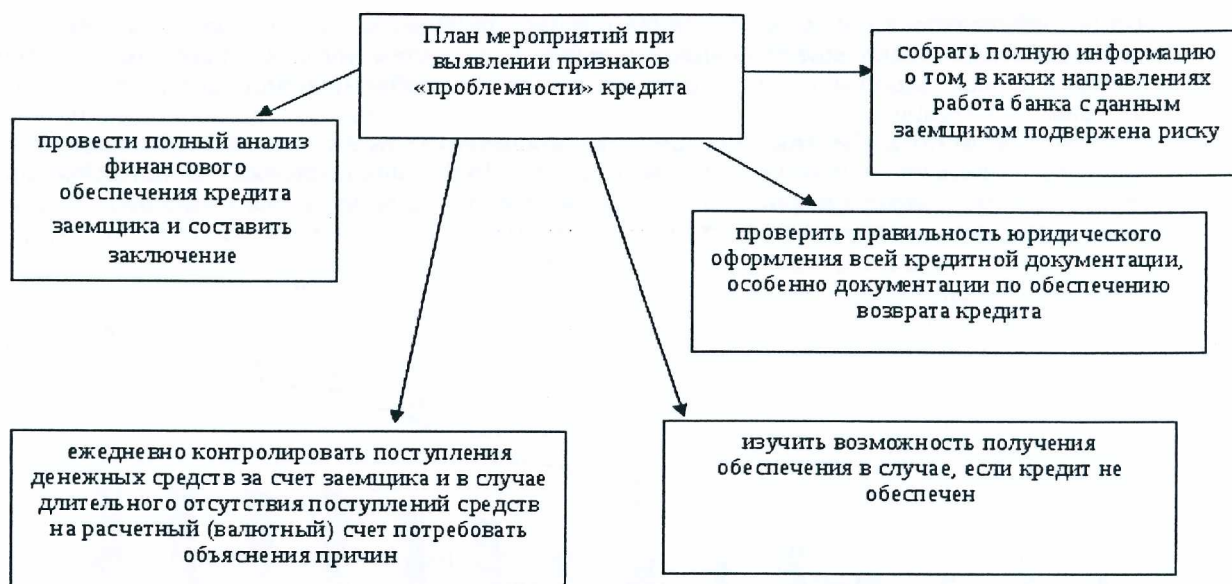 План мероприятий при
выявлении признаков
«проблемности» кредита
собрать полную информацию
о том, в каких направлениях
работа банка с данным
заемщиком подвержена риску
провести полный анализ
финансового
обеспечения кредита
заемщика и составить
заключение
проверить правильность юридического
оформления всей кредитной документации,
особенно документации по обеспечению
возврата кредита
ежедневно контролировать поступления
денежных средств за счет заемщика и в случае
длительного отсутствия поступлений средств
на расчетный (валютный) счет потребовать
объяснения причин
изучить возможность получения
обеспечения в случае, если кредит не
обеспечен